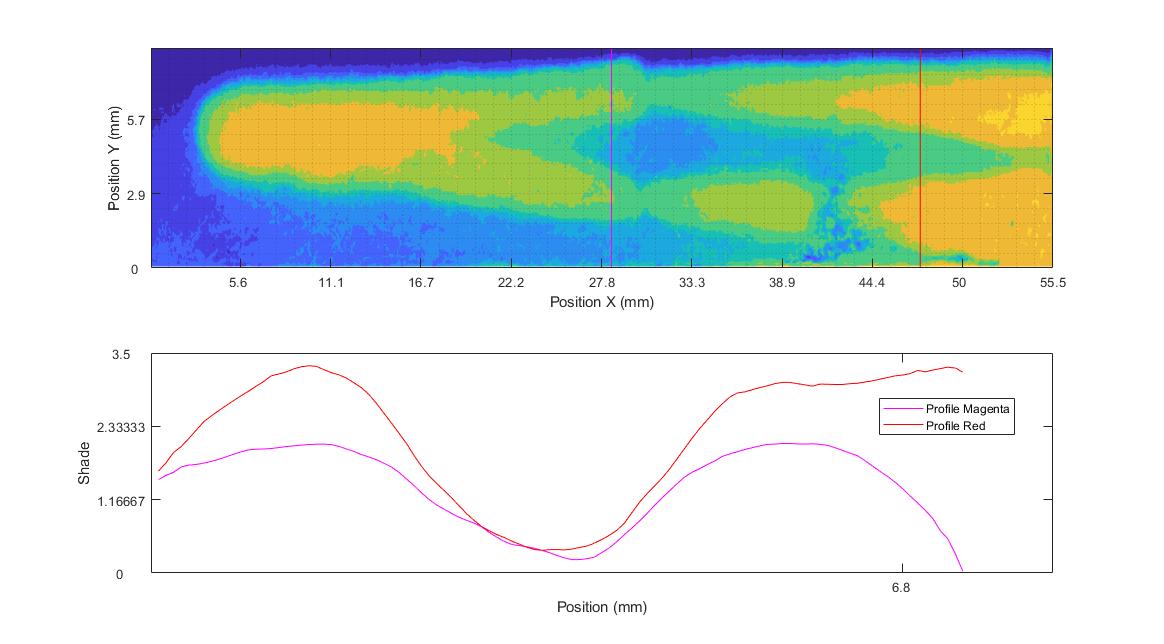 5.7
2.9
0
Position Y (mm)
5.6 11.1 16.7 22.2 27.8 33.3 38.9 44.4 50 55.5
Position X (mm)
3.5
2.33333
1.16667
0
Shade
Profile Magenta
Profile Red
6.8
Position (mm)